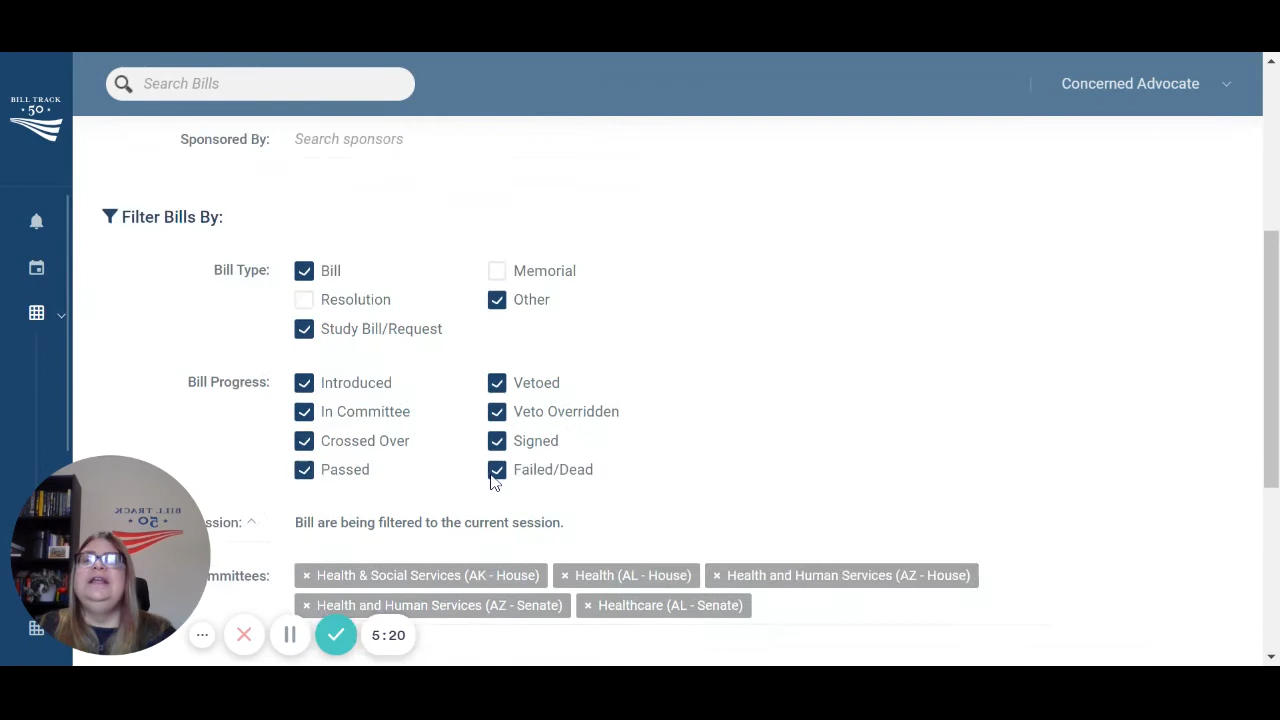 BILL TRACK
• 50 •
Search Bills
Concerned Advocate
Sponsored By: Search sponsors
Filter Bills By:
Bill Type: Bill Memorial
Resolution Other
Study Bill/Request
Bill Progress: Introduced Vetoed
In Committee Veto Overridden
Crossed Over Signed
Passed Failed/Dead
ssion: Bill are being filtered to the current session.
mmittees: × Health & Social Services (AK - House) × Health (AL - House) × Health and Human Services (AZ - House)
× Health and Human Services (AZ - Senate) × Healthcare (AL - Senate)
BILL TRACK
• 50 •
5:20